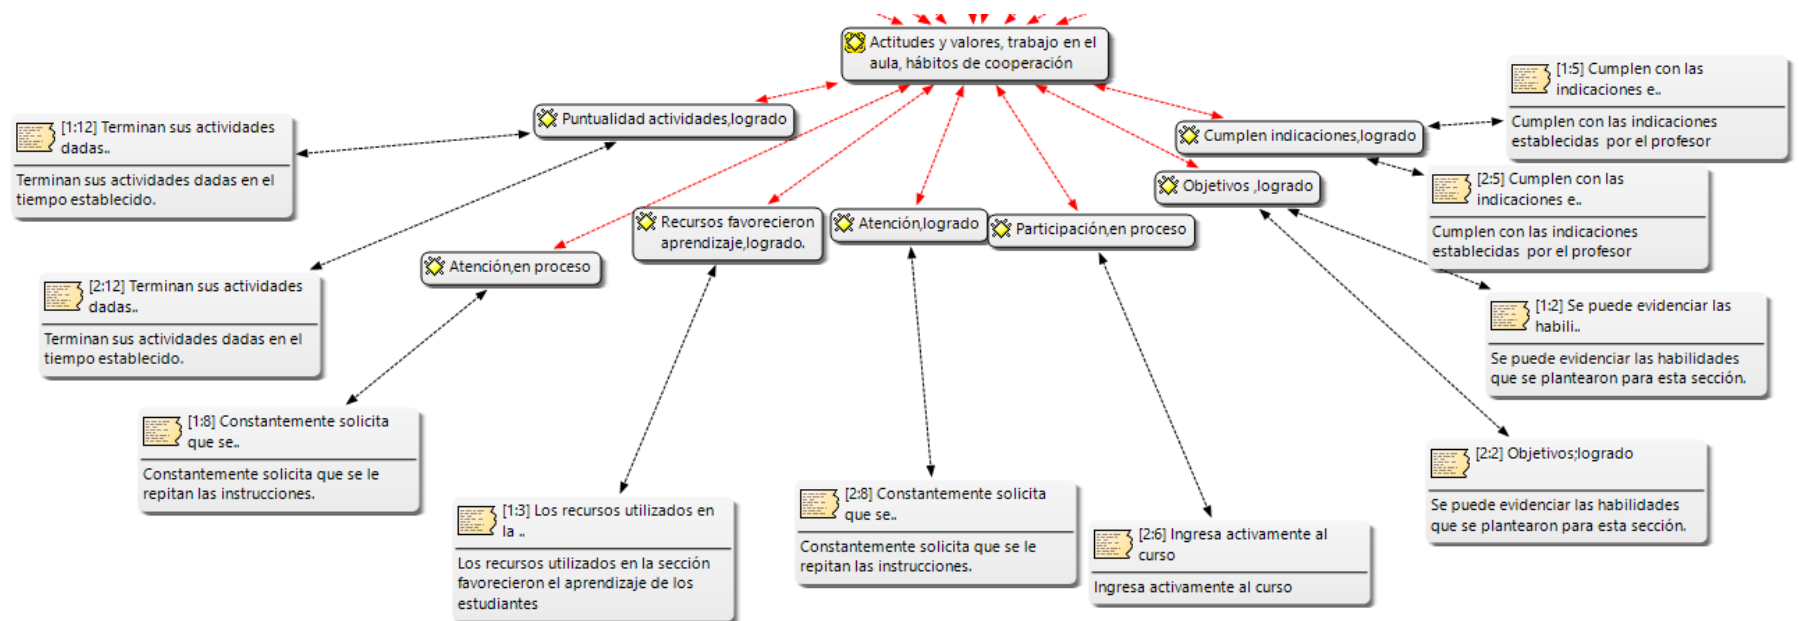 Actitudes y valores, trabajo en el
aula, hábitos de cooperación
Puntualidad actividades,logrado
Cumplen indicaciones,logrado
Objetivos ,logrado
Recursos favorecieron
aprendizaje,logrado.
Atención,logrado
Participación,en proceso
Atención,en proceso
[1:12] Terminan sus actividades
dadas..
Terminan sus actividades dadas en el
tiempo establecido.
[2:12] Terminan sus actividades
dadas..
Terminan sus actividades dadas en el
tiempo establecido.
[1:8] Constantemente solicita
que se..
Constantemente solicita que se le
repitan las instrucciones.
[1:3] Los recursos utilizados en
la ..
Los recursos utilizados en la sección
favorecieron el aprendizaje de los
estudiantes
[2:8] Constantemente solicita
que se..
Constantemente solicita que se le
repitan las instrucciones.
[2:6] Ingresa activamente al
curso
Ingresa activamente al curso
[1:5] Cumplen con las
indicaciones e..
Cumplen con las indicaciones
establecidas  por el profesor
[2:5] Cumplen con las
indicaciones e..
Cumplen con las indicaciones
establecidas  por el profesor
[1:2] Se puede evidenciar las
habili..
Se puede evidenciar las habilidades
que se plantearon para esta sección.
[2:2] Objetivos;logrado
Se puede evidenciar las habilidades
que se plantearon para esta sección.